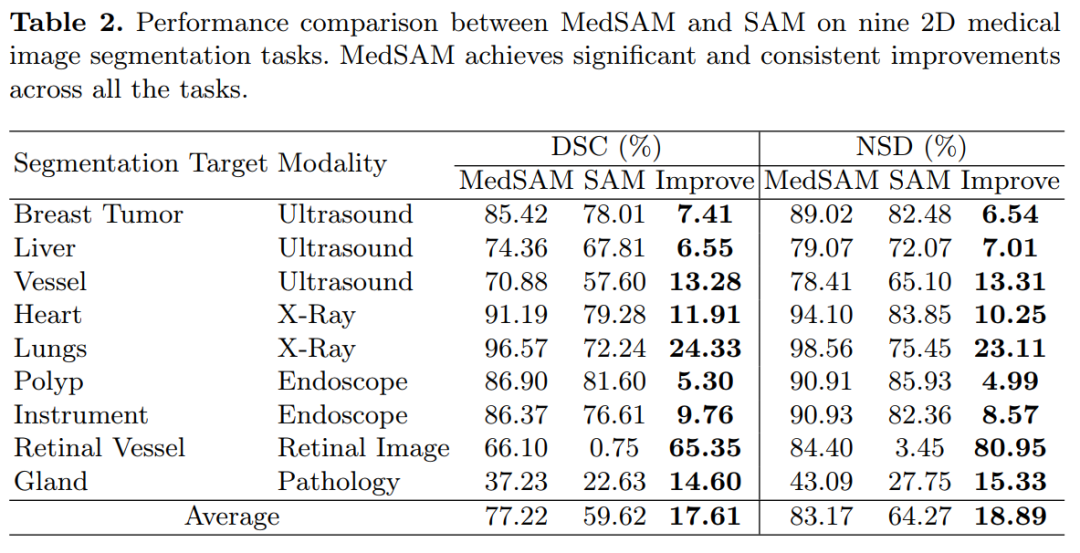 Table 2. Performance comparison between MedSAM and SAM on nine 2D medical
image segmentation tasks. MedSAM achieves significant and consistent improvements
across all the tasks.
Segmentation Target Modality DSC (%) NSD (%)
MedSAM SAM Improve MedSAM SAM Improve
Breast Tumor Ultrasound 85.42 78.01 7.41 89.02 82.48 6.54
Liver Ultrasound 74.36 67.81 6.55 79.07 72.07 7.01
Vessel Ultrasound 70.88 57.60 13.28 78.41 65.10 13.31
Heart X-Ray 91.19 79.28 11.91 94.10 83.85 10.25
Lungs X-Ray 96.57 72.24 24.33 98.56 75.45 23.11
Polyp Endoscope 86.90 81.60 5.30 90.91 85.93 4.99
Instrument Endoscope 86.37 76.61 9.76 90.93 82.36 8.57
Retinal Vessel Retinal Image 66.10 0.75 65.35 84.40 3.45 80.95
Gland Pathology 37.23 22.63 14.60 43.09 27.75 15.33
Average 77.22 59.62 17.61 83.17 64.27 18.89